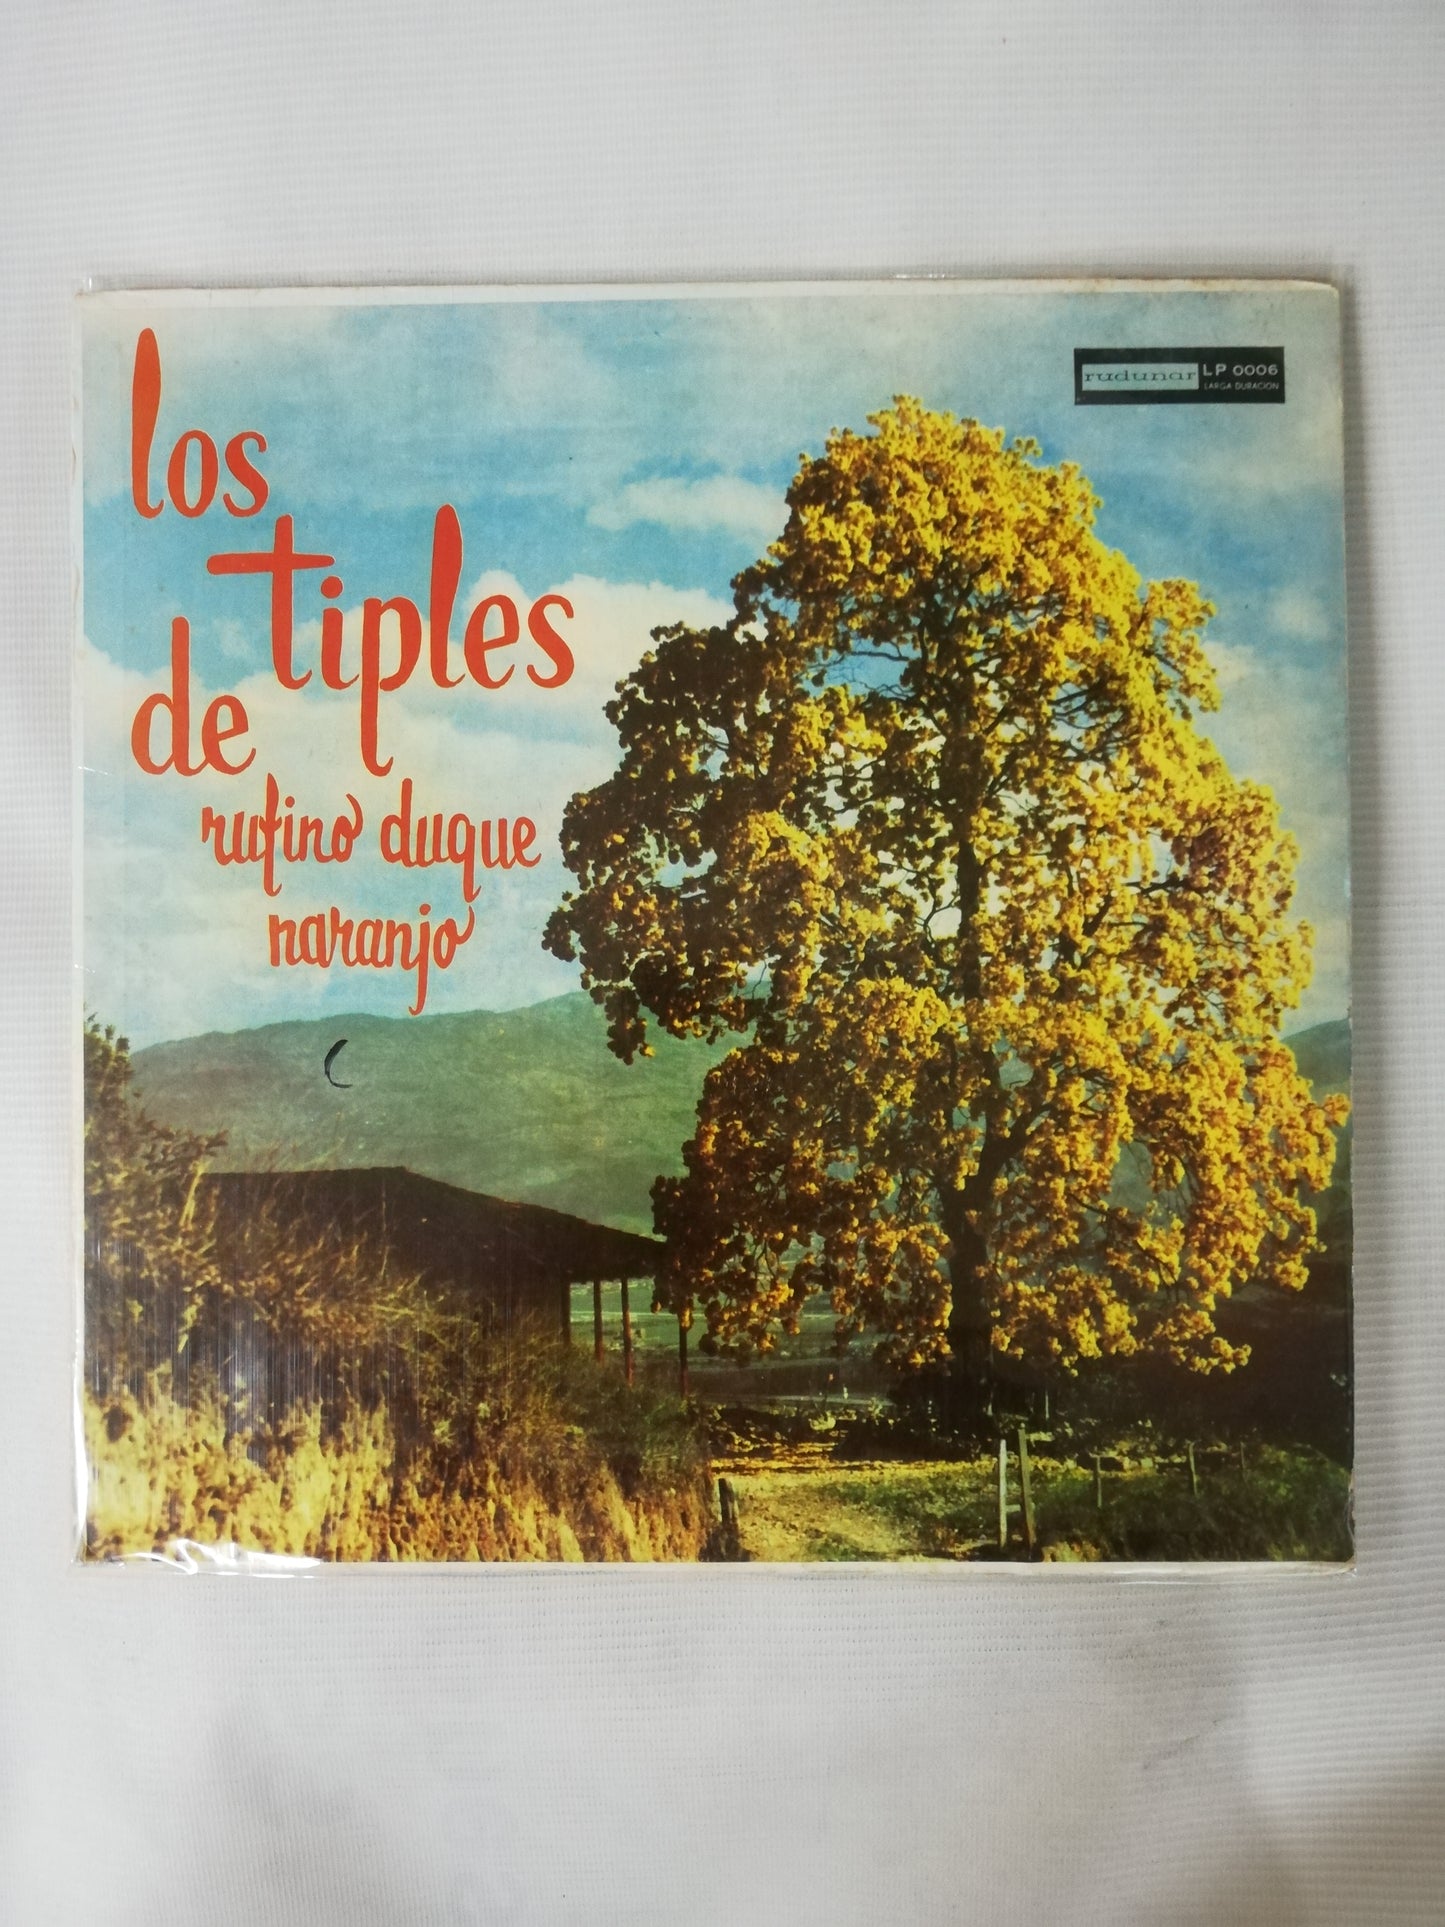 los
tiples
de
rufino duque
naranjo
rudunar LP 0006
LARGA DURACION